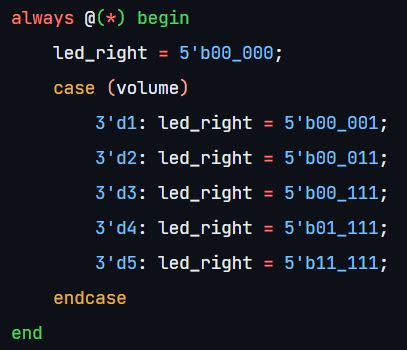 always @(*) begin
    led_right = 5'b00_000;
    case (volume)
        3'd1: led_right = 5'b00_001;
        3'd2: led_right = 5'b00_011;
        3'd3: led_right = 5'b00_111;
        3'd4: led_right = 5'b01_111;
        3'd5: led_right = 5'b11_111;
    endcase
end